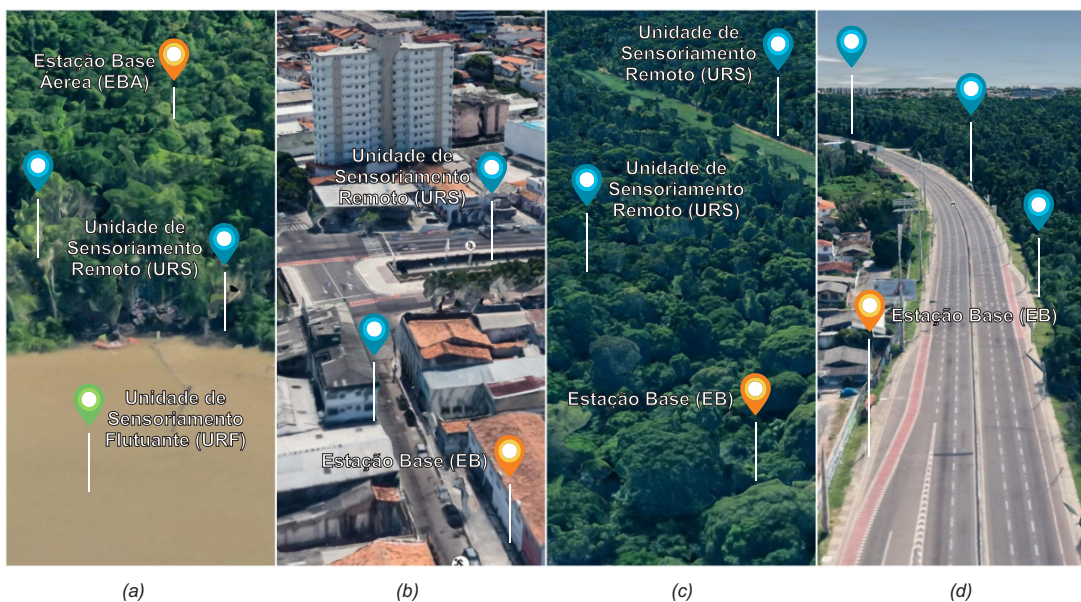 Estação Base
Áerea (EBA)
Unidade de
Sensoriamento
Remoto (URS)
Unidade de
Sensoriamento
Flutuante (URF)
Unidade de
Sensoriamento
Remoto (URS)
Estação Base (EB)
Unidade de
Sensoriamento
Remoto (URS)
Unidade de
Sensoriamento
Remoto (URS)
Estação Base (EB)
Estação Base (EB)
(a)
(b)
(c)
(d)